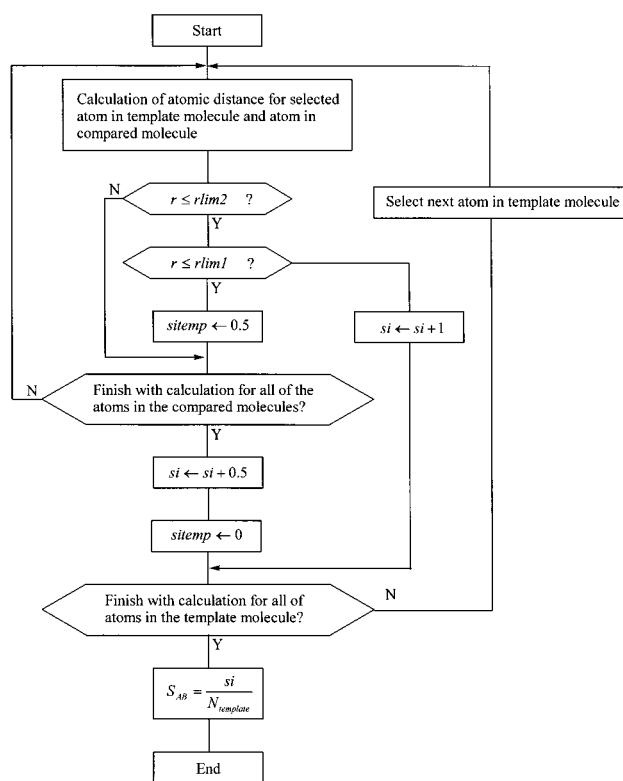 Start
Calculation of atomic distance for selected
atom in template molecule and atom in
compared molecule
N
r ≤ rlim2 ?
Select next atom in template molecule
Y
r ≤ rlim1 ?
Y
sitemp ← 0.5
si ← si + 1
N
Finish with calculation for all of the
atoms in the compared molecules?
Y
si ← si + 0.5
sitemp ← 0
Finish with calculation for all of
atoms in the template molecule?
N
Y
S_AB = si / N_template
End